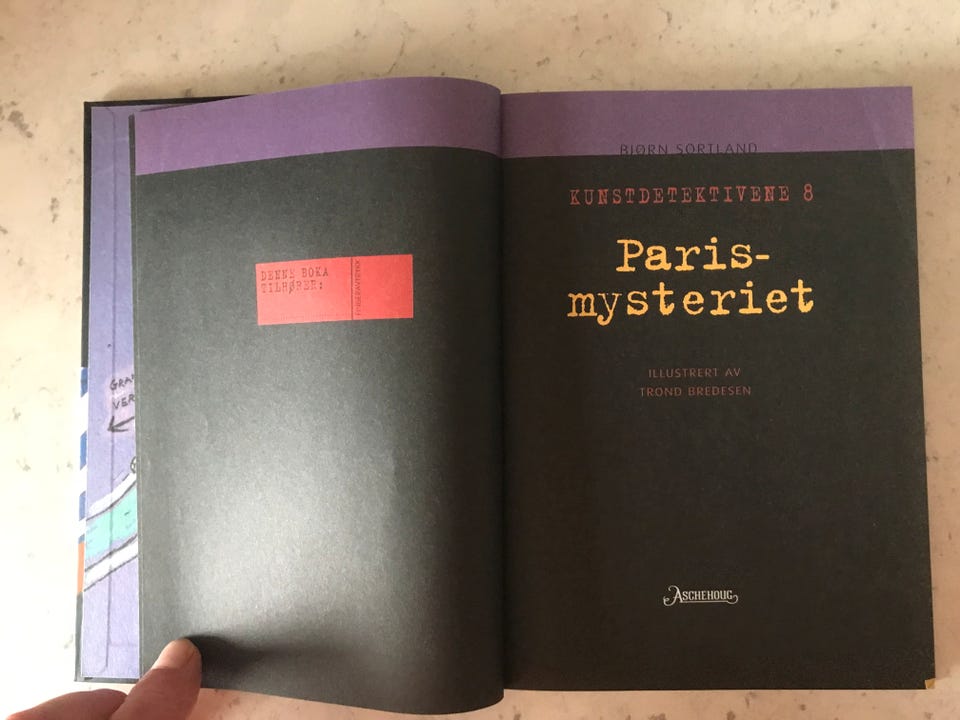 DENNE BOKA
TILHØRER:
BJØRN SORTLAND
KUNSTDETEKTIVENE 8
Paris-
mysteriet
ILLUSTRERT AV
TROND BREDESEN
ASCHEHOUG